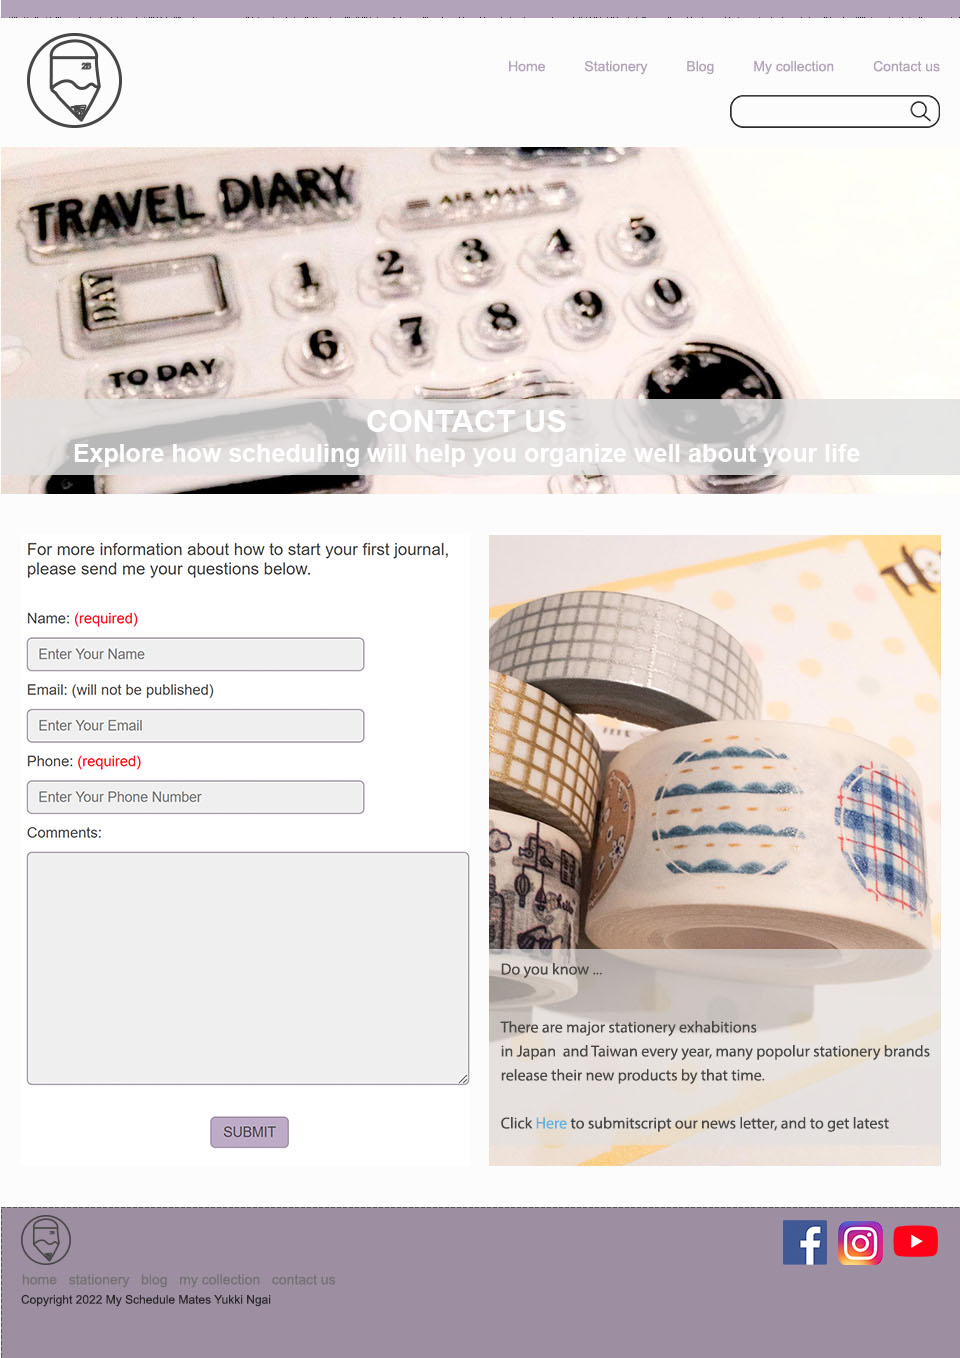 2B
Home Stationery Blog My collection Contact us
TRAVEL DIARY
AIR MAIL
DAY
1 2 3 4 5
6 7 8 9 0
TO DAY
CONTACT US
Explore how scheduling will help you organize well about your life
For more information about how to start your first journal,
please send me your questions below.
Name: (required)
Enter Your Name
Email: (will not be published)
Enter Your Email
Phone: (required)
Enter Your Phone Number
Comments:
SUBMIT
hello
Do you know ...
There are major stationery exhabitions
in Japan and Taiwan every year, many popolur stationery brands
release their new products by that time.
Click Here to submitscript our news letter, and to get latest
home stationery blog my collection contact us
Copyright 2022 My Schedule Mates Yukki Ngai